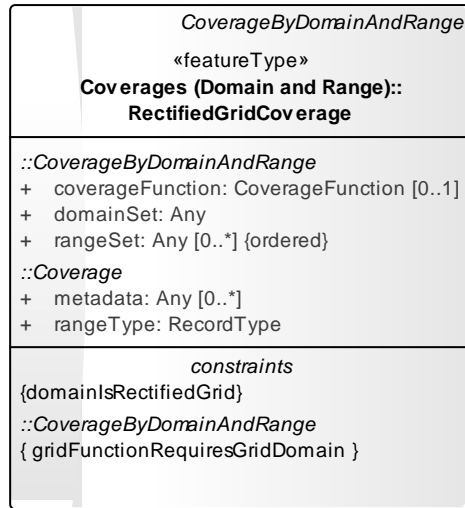 CoverageByDomainAndRange
«featureType»
Coverages (Domain and Range)::
RectifiedGridCoverage
::CoverageByDomainAndRange
+ coverageFunction: CoverageFunction [0..1]
+ domainSet: Any
+ rangeSet: Any [0..*] {ordered}
::Coverage
+ metadata: Any [0..*]
+ rangeType: RecordType
constraints
{domainIsRectifiedGrid}
::CoverageByDomainAndRange
{ gridFunctionRequiresGridDomain }